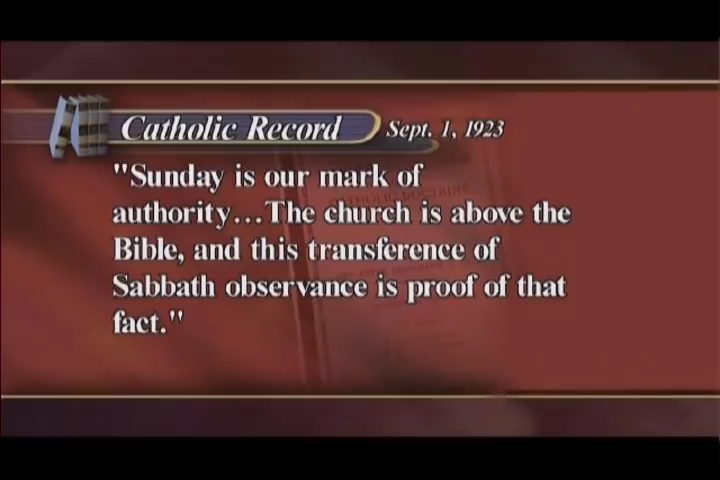 Catholic Record Sept. 1, 1923
"Sunday is our mark of
authority...The church is above the
Bible, and this transference of
Sabbath observance is proof of that
fact."